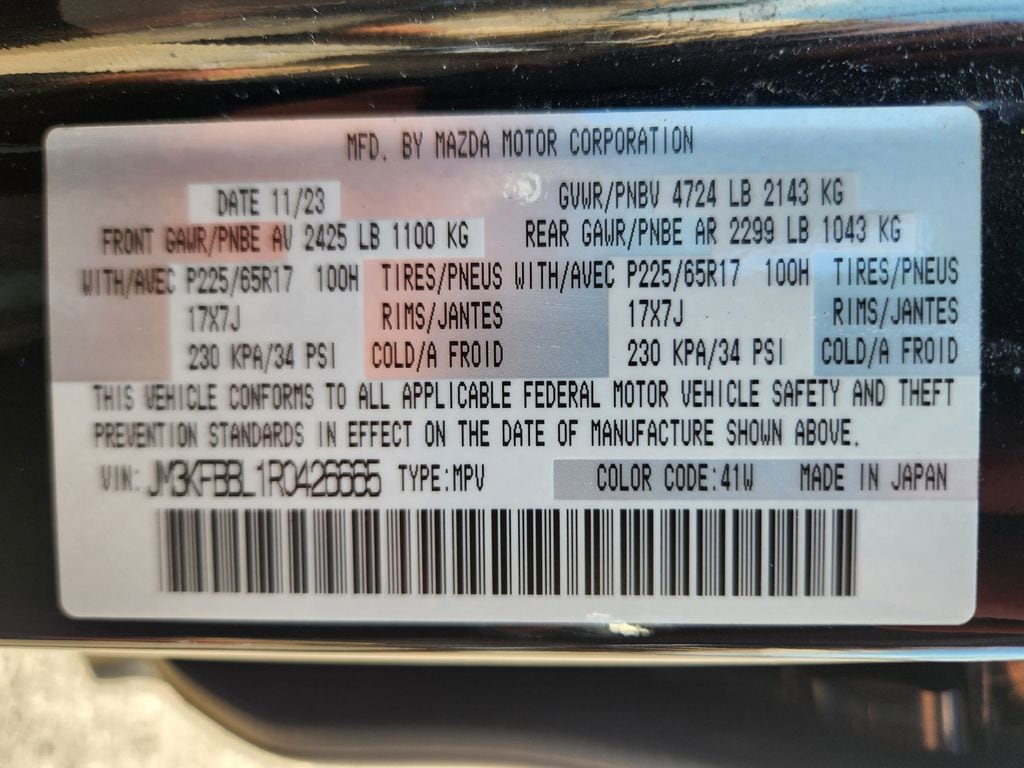 MFD. BY MAZDA MOTOR CORPORATION
DATE 11/23 GVWR/PNBV 4724 LB 2143 KG
FRONT GAWR/PNBE AV 2425 LB 1100 KG REAR GAWR/PNBE AR 2299 LB 1043 KG
WITH/AVEC P225/65R17 100H TIRES/PNEUS WITH/AVEC P225/65R17 100H TIRES/PNEUS
17X7J RIMS/JANTES 17X7J RIMS/JANTES
230 KPA/34 PSI COLD/A FROID 230 KPA/34 PSI COLD/A FROID
THIS VEHICLE CONFORMS TO ALL APPLICABLE FEDERAL MOTOR VEHICLE SAFETY AND THEFT
PREVENTION STANDARDS IN EFFECT ON THE DATE OF MANUFACTURE SHOWN ABOVE.
VIN: JM3KFBBL1R0426665 TYPE:MPV COLOR CODE:41W MADE IN JAPAN